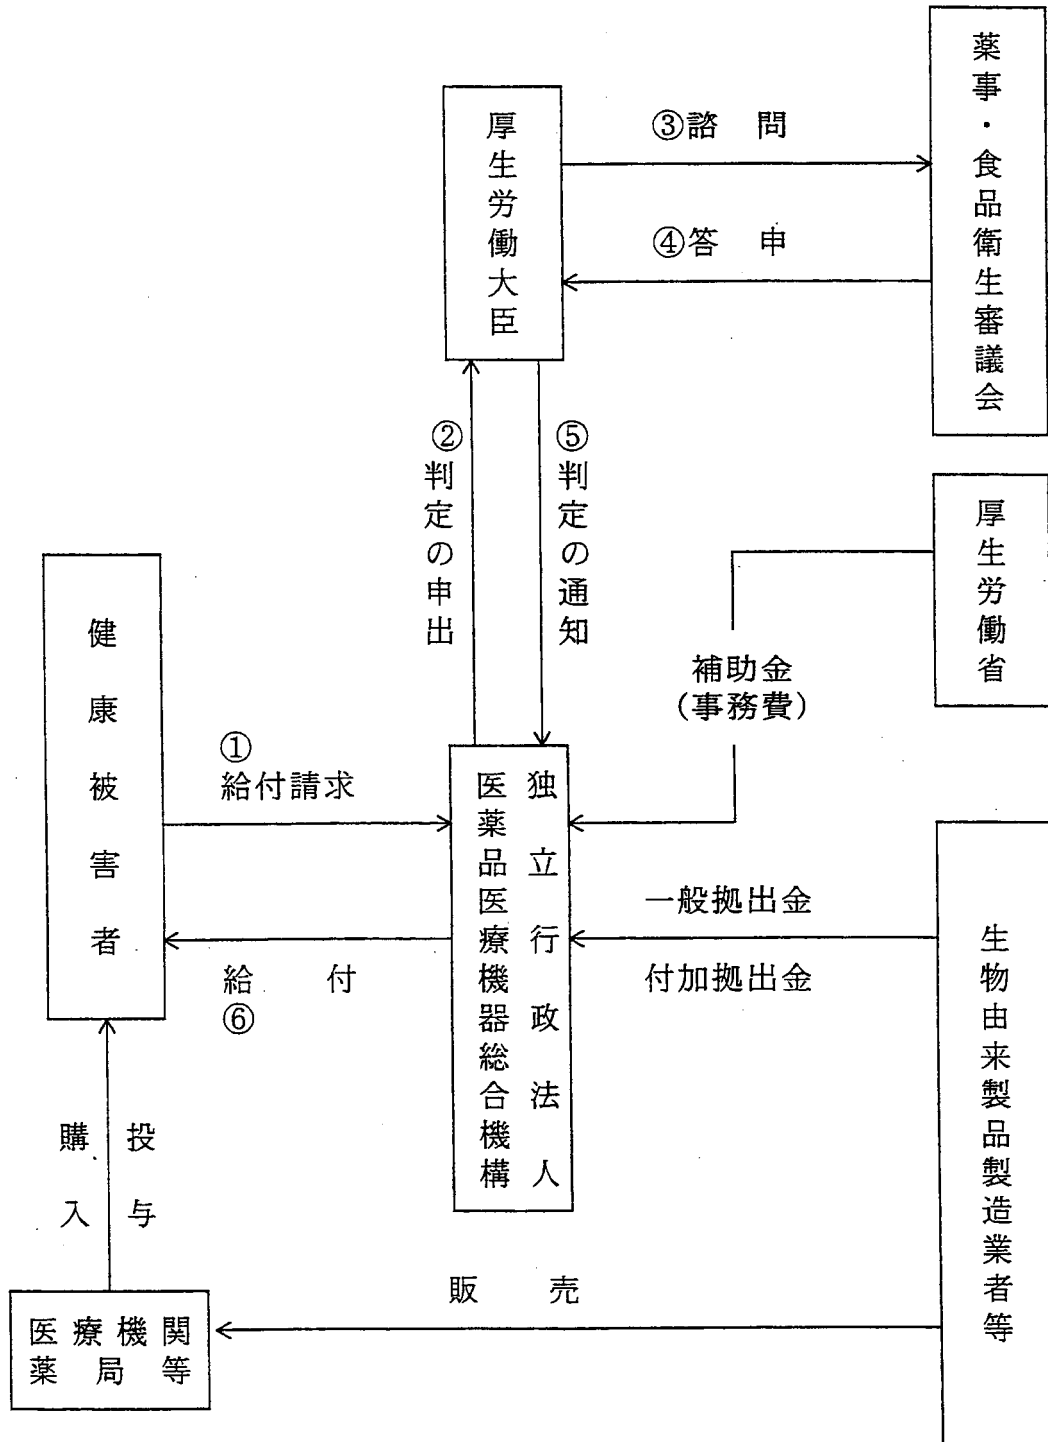 薬事・食品衛生審議会
厚生労働大臣
③諮　問
④答　申
②判定の申出
⑤判定の通知
厚生労働省
補助金
(事務費)
健康被害者
①
給付請求
独立行政法人
医薬品医療機器総合機構
給　付
⑥
一般拠出金
付加拠出金
生物由来製品製造業者等
投与
購入
販　売
医療機関
薬局等